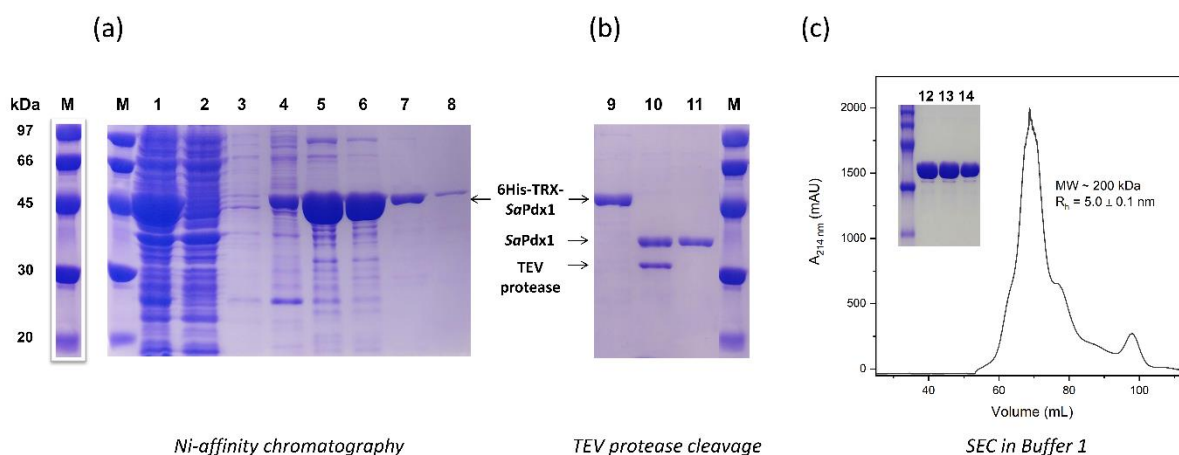 (a)
(b)
(c)
kDa M M 1 2 3 4 5 6 7 8
9 10 11 M
97
66
45
30
20
6His-TRX-
SaPdx1
SaPdx1
TEV
protease
12 13 14
2000
1500
1000
500
0
A214 nm (mAU)
MW ~ 200 kDa
Rh = 5.0 ± 0.1 nm
40 60 80 100
Volume (mL)
Ni-affinity chromatography
TEV protease cleavage
SEC in Buffer 1